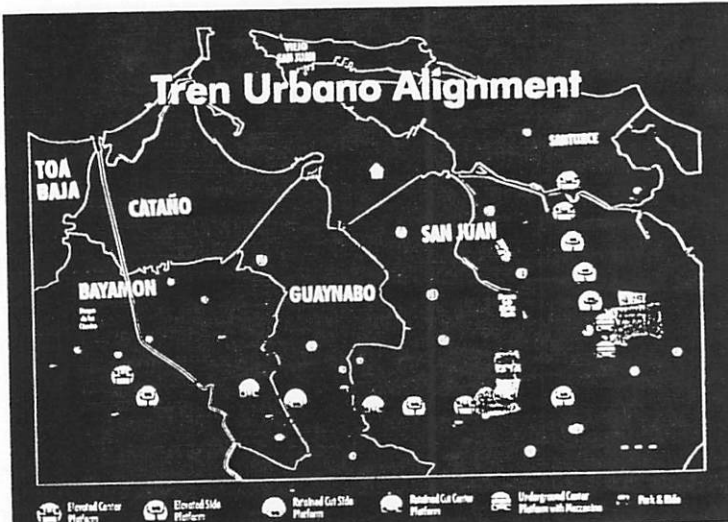 VIEJO
SAN JUAN
Tren Urbano Alignment
SANTURCE
TOA
BAJA
CATAÑO
SAN JUAN
BAYAMON
GUAYNABO
Elevated Center
Platform
Elevated Side
Platform
Retained Cut Side
Platform
Retained Cut Center
Platform
Underground Center
Platform with Mezzanine
Park & Ride